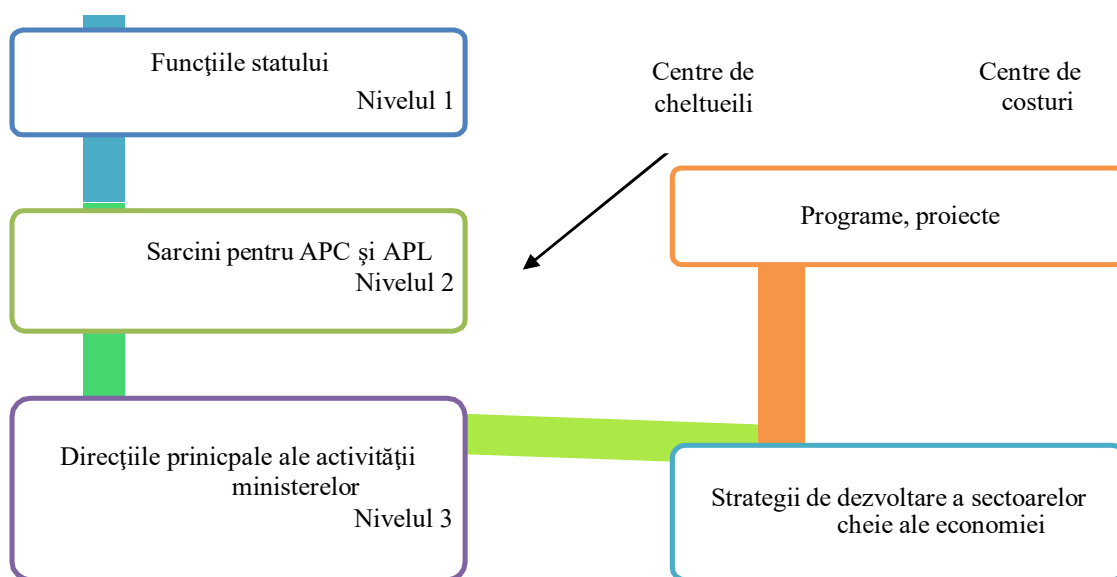 Funcţiile statului
Nivelul 1
Sarcini pentru APC şi APL
Nivelul 2
Direcţiile prinicpale ale activităţii
ministerelor
Nivelul 3
Centre de
cheltueili
Centre de
costuri
Programe, proiecte
Strategii de dezvoltare a sectoarelor
cheie ale economiei